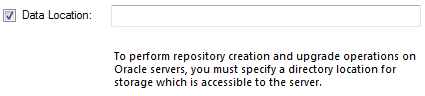 Data Location:
To perform repository creation and upgrade operations on
Oracle servers, you must specify a directory location for
storage which is accessible to the server.